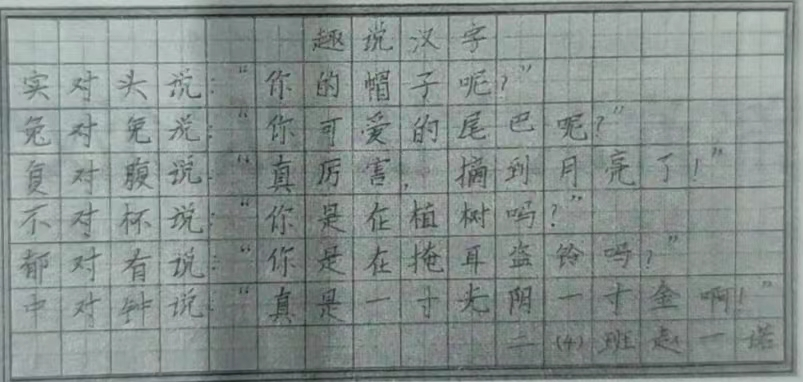 趣说汉字
实对头说：“你的帽子呢？”
兔对免说：“你可爱的尾巴呢？”
复对腹说：“真厉害，摘到月亮了！”
不对杯说：“你是在植树吗？”
郁对有说：“你是在掩耳盗铃吗？”
中对钟说：“真是一寸光阴一寸金啊！”
二（4）班赵一诺